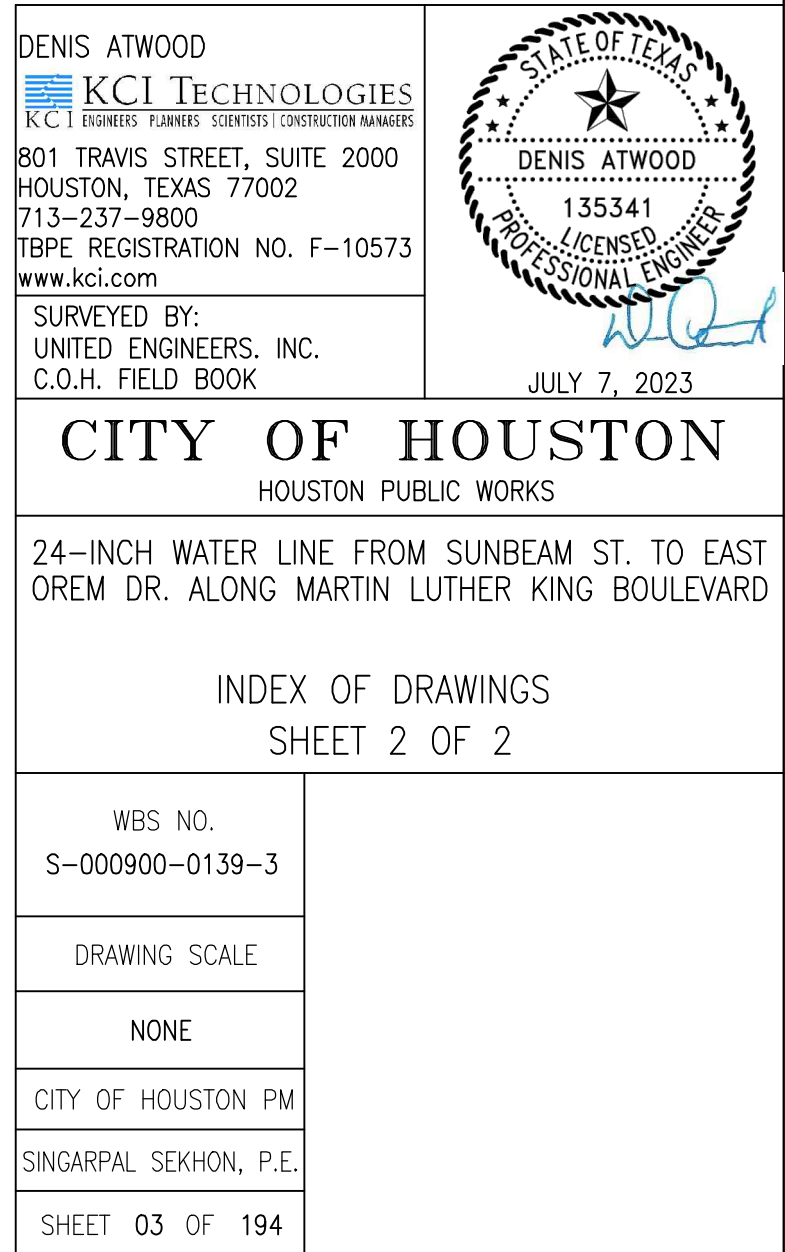 DENIS ATWOOD
KCI TECHNOLOGIES
KCI ENGINEERS PLANNERS SCIENTISTS | CONSTRUCTION MANAGERS
801 TRAVIS STREET, SUITE 2000
HOUSTON, TEXAS 77002
713-237-9800
TBPE REGISTRATION NO. F-10573
www.kci.com
SURVEYED BY:
UNITED ENGINEERS. INC.
C.O.H. FIELD BOOK
STATE OF TEXAS
DENIS ATWOOD
135341
LICENSED
PROFESSIONAL ENGINEER
JULY 7, 2023
CITY OF HOUSTON
HOUSTON PUBLIC WORKS
24-INCH WATER LINE FROM SUNBEAM ST. TO EAST
OREM DR. ALONG MARTIN LUTHER KING BOULEVARD
INDEX OF DRAWINGS
SHEET 2 OF 2
WBS NO.
S-000900-0139-3
DRAWING SCALE
NONE
CITY OF HOUSTON PM
SINGARPAL SEKHON, P.E.
SHEET 03 OF 194